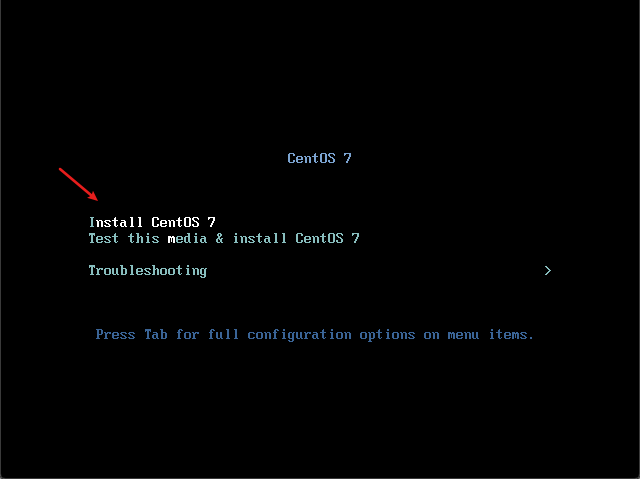 CentOS 7
Install CentOS 7
Test this media & install CentOS 7
Troubleshooting >
Press Tab for full configuration options on menu items.